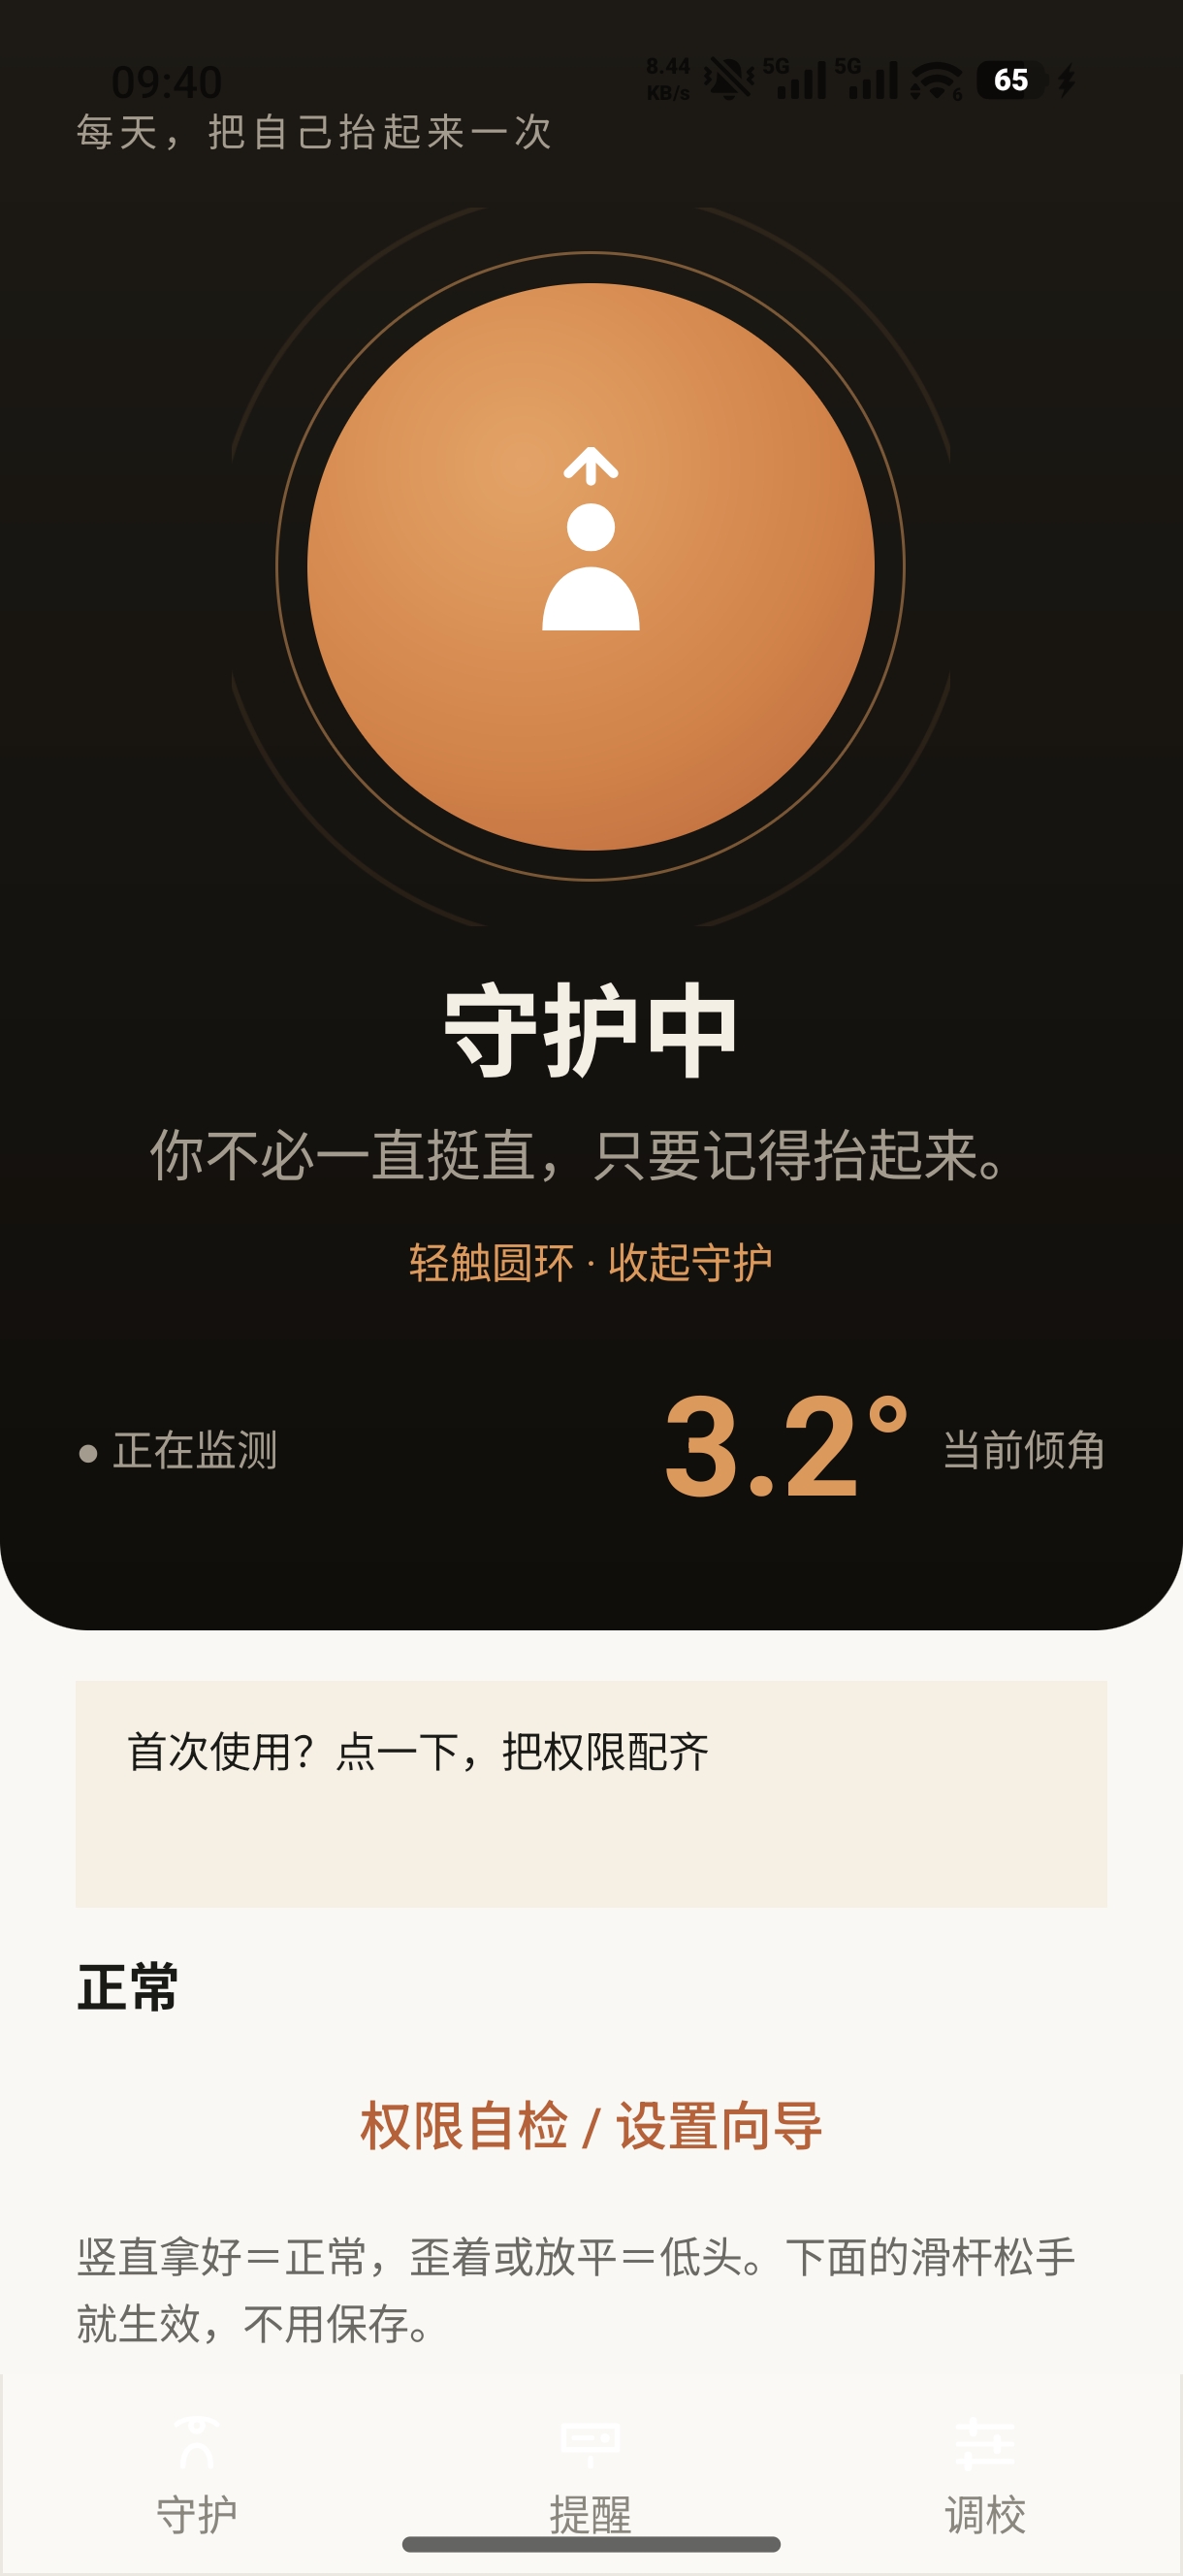 09:40
8.44 KB/s 5G 5G 6 65
每天，把自己抬起来一次
守护中
你不必一直挺直，只要记得抬起来。
轻触圆环 · 收起守护
正在监测 3.2° 当前倾角
首次使用？点一下，把权限配齐
正常
权限自检 / 设置向导
竖直拿好＝正常，歪着或放平＝低头。下面的滑杆松手
就生效，不用保存。
守护 提醒 调校